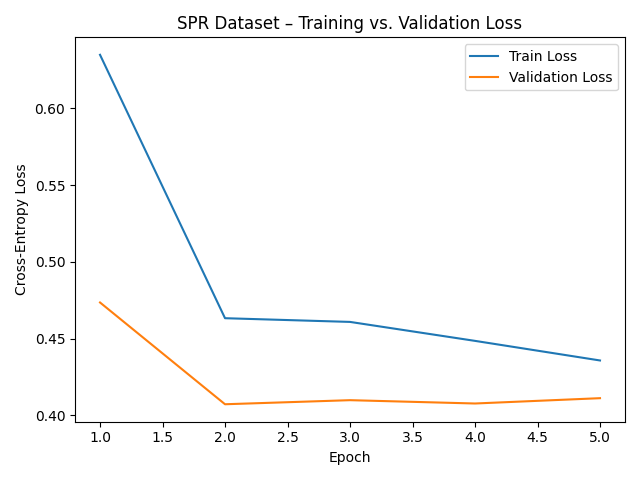 SPR Dataset – Training vs. Validation Loss
Train Loss
Validation Loss
Cross-Entropy Loss
0.60
0.55
0.50
0.45
0.40
1.0 1.5 2.0 2.5 3.0 3.5 4.0 4.5 5.0
Epoch